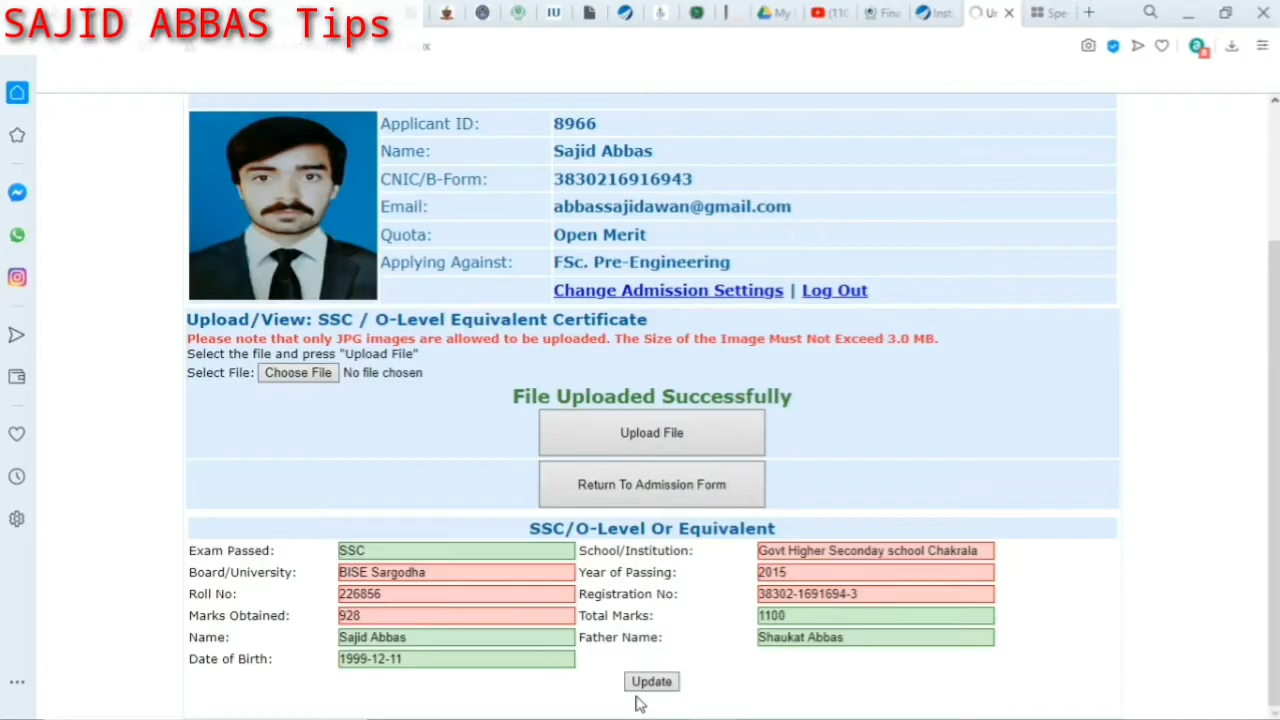 SAJID ABBAS Tips
IU
My
Fina
Inst
Ur
Spe
Applicant ID: 8966
Name: Sajid Abbas
CNIC/B-Form: 3830216916943
Email: abbassajidawan@gmail.com
Quota: Open Merit
Applying Against: FSc. Pre-Engineering
Change Admission Settings | Log Out
Upload/View: SSC / O-Level Equivalent Certificate
Please note that only JPG images are allowed to be uploaded. The Size of the Image Must Not Exceed 3.0 MB.
Select the file and press "Upload File"
Select File: Choose File No file chosen
File Uploaded Successfully
Upload File
Return To Admission Form
SSC/O-Level Or Equivalent
Exam Passed: SSC School/Institution: Govt Higher Seconday school Chakrala
Board/University: BISE Sargodha Year of Passing: 2015
Roll No: 226856 Registration No: 38302-1691694-3
Marks Obtained: 928 Total Marks: 1100
Name: Sajid Abbas Father Name: Shaukat Abbas
Date of Birth: 1999-12-11
Update